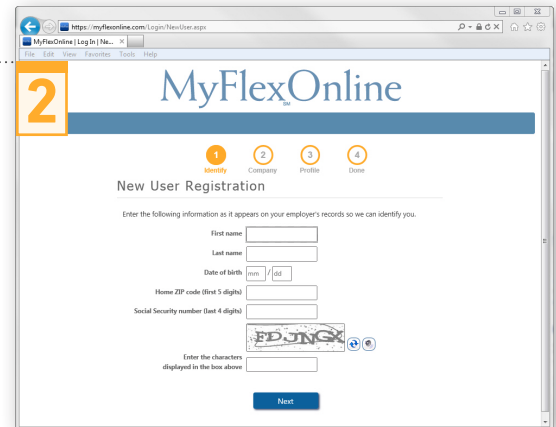 https://myflexonline.com/Login/NewUser.aspx
MyFlexOnline | Log In | Ne...
File Edit View Favorites Tools Help
2
MyFlexOnline
SM
1 2 3 4
Identify Company Profile Done
New User Registration
Enter the following information as it appears on your employer's records so we can identify you.
First name
Last name
Date of birth mm / dd
Home ZIP code (first 5 digits)
Social Security number (last 4 digits)
Enter the characters
displayed in the box above
Next